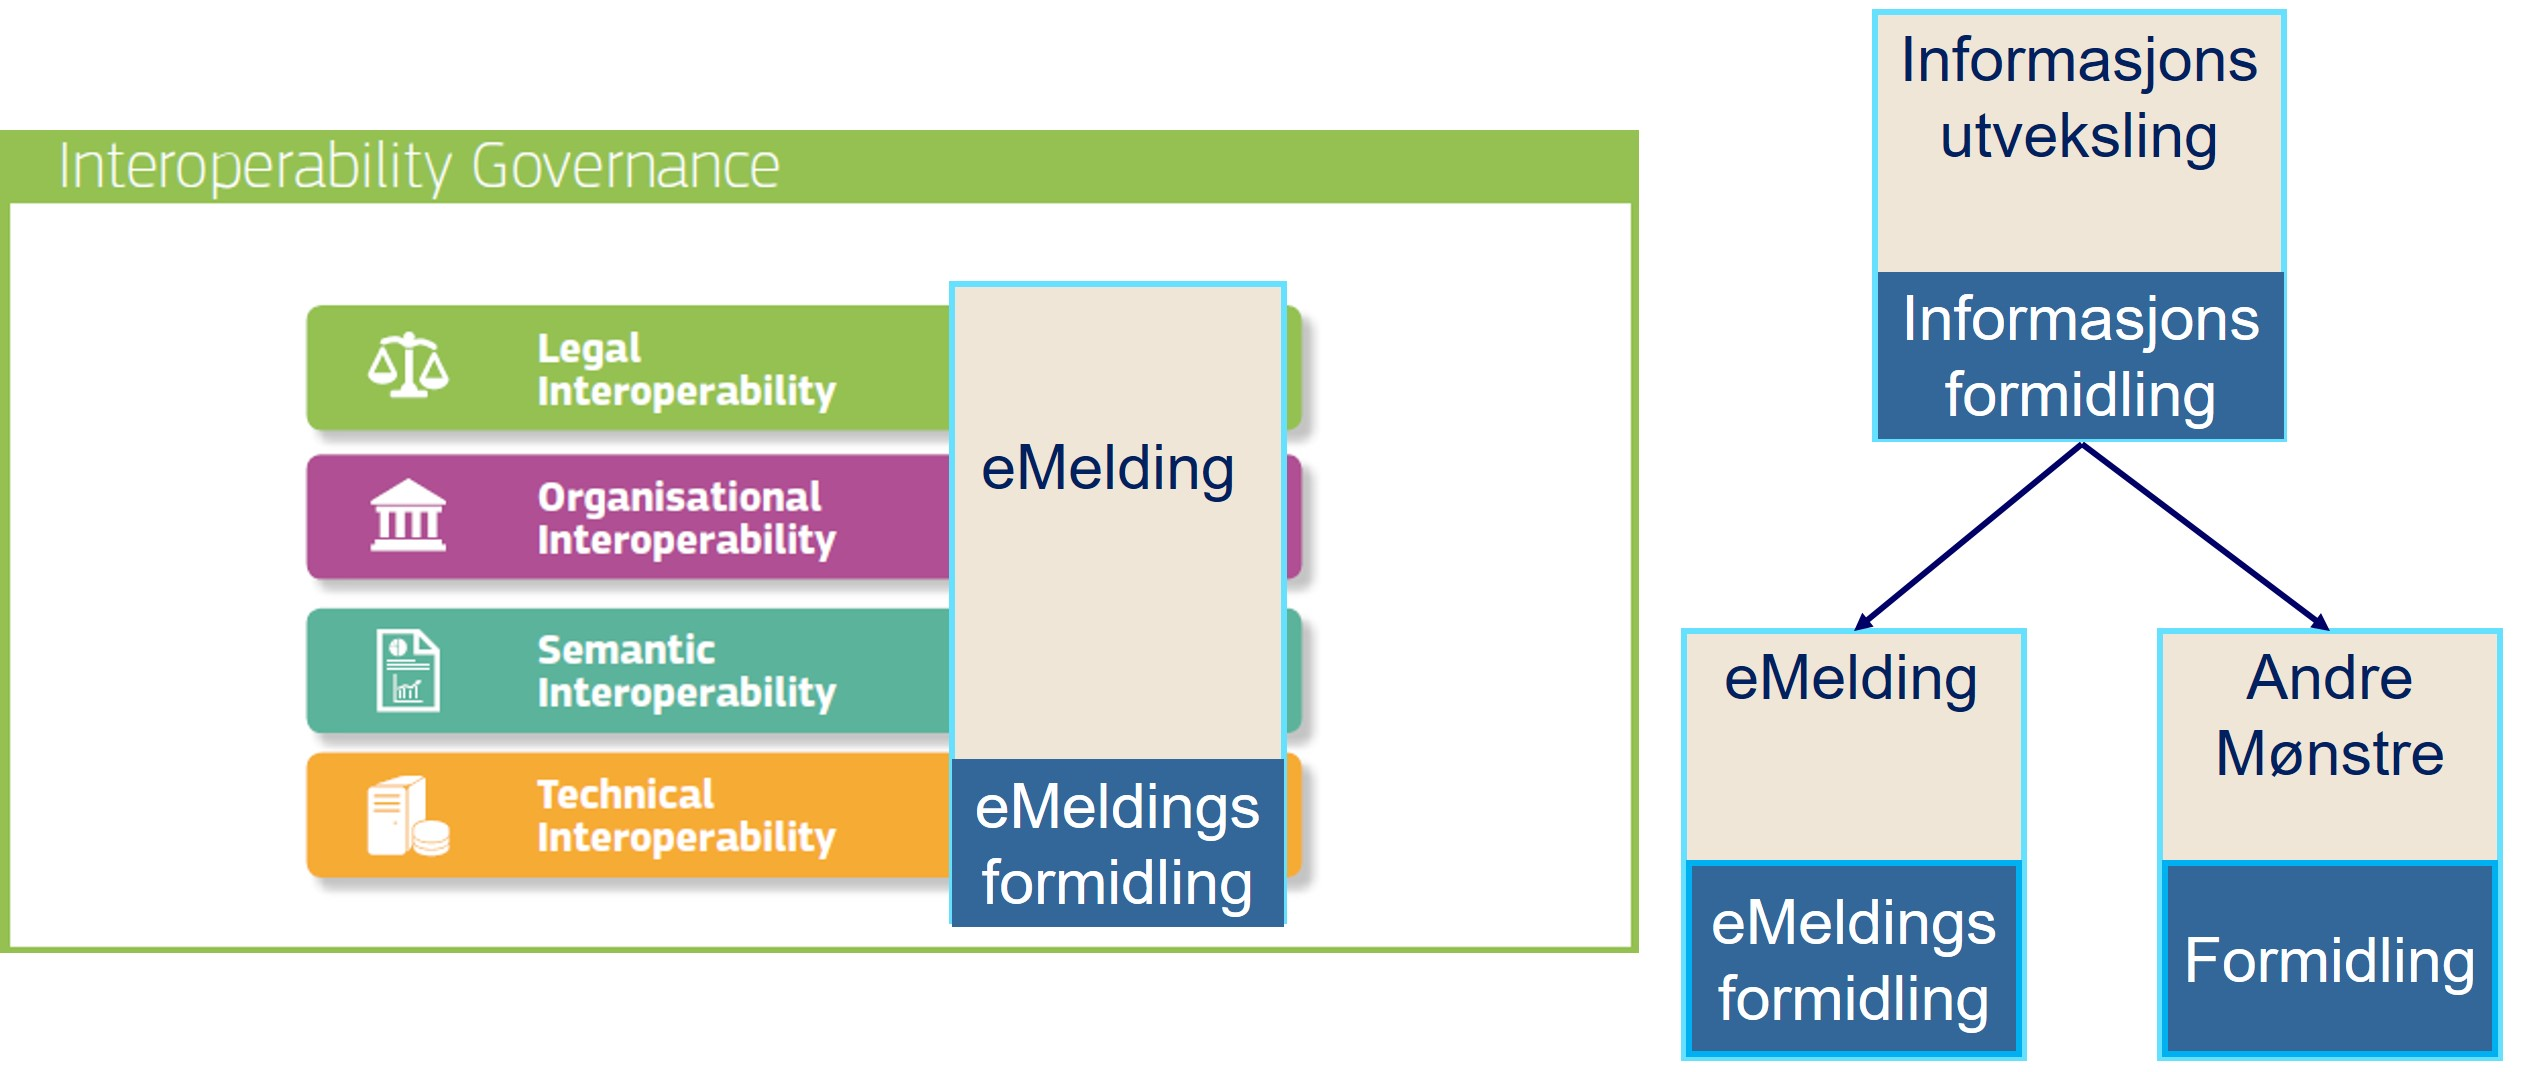 Interoperability Governance
Legal
Interoperability
Organisational
Interoperability
Semantic
Interoperability
Technical
Interoperability
eMelding
eMeldings
formidling
Informasjons
utveksling
Informasjons
formidling
eMelding
eMeldings
formidling
Andre
Mønstre
Formidling